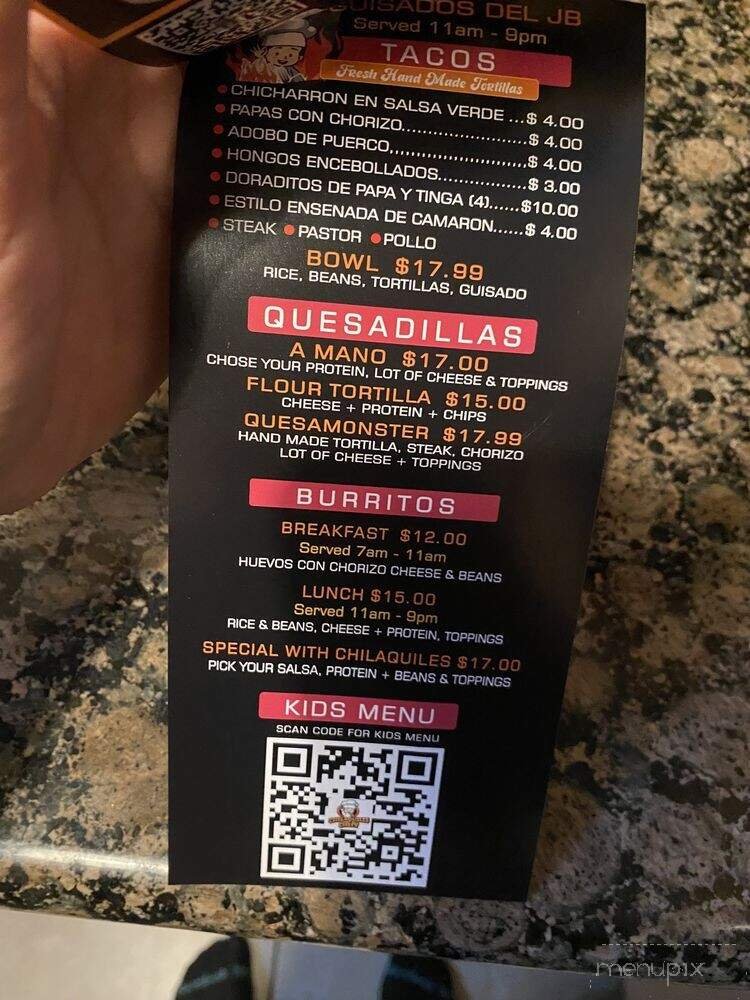 GUISADOS DEL JB
Served 11am - 9pm
TACOS
Fresh Hand Made Tortillas
• CHICHARRON EN SALSA VERDE ...$ 4.00
• PAPAS CON CHORIZO.......................$ 4.00
• ADOBO DE PUERCO.........................$ 4.00
• HONGOS ENCEBOLLADOS................$ 3.00
• DORADITOS DE PAPA Y TINGA (4)......$10.00
• ESTILO ENSENADA DE CAMARON......$ 4.00
• STEAK • PASTOR • POLLO
BOWL $17.99
RICE, BEANS, TORTILLAS, GUISADO
QUESADILLAS
A MANO $17.00
CHOSE YOUR PROTEIN, LOT OF CHEESE & TOPPINGS
FLOUR TORTILLA $15.00
CHEESE + PROTEIN + CHIPS
QUESAMONSTER $17.99
HAND MADE TORTILLA, STEAK, CHORIZO
LOT OF CHEESE + TOPPINGS
BURRITOS
BREAKFAST $12.00
Served 7am - 11am
HUEVOS CON CHORIZO CHEESE & BEANS
LUNCH $15.00
Served 11am - 9pm
RICE & BEANS, CHEESE + PROTEIN, TOPPINGS
SPECIAL WITH CHILAQUILES $17.00
PICK YOUR SALSA, PROTEIN + BEANS & TOPPINGS
KIDS MENU
SCAN CODE FOR KIDS MENU
menupix